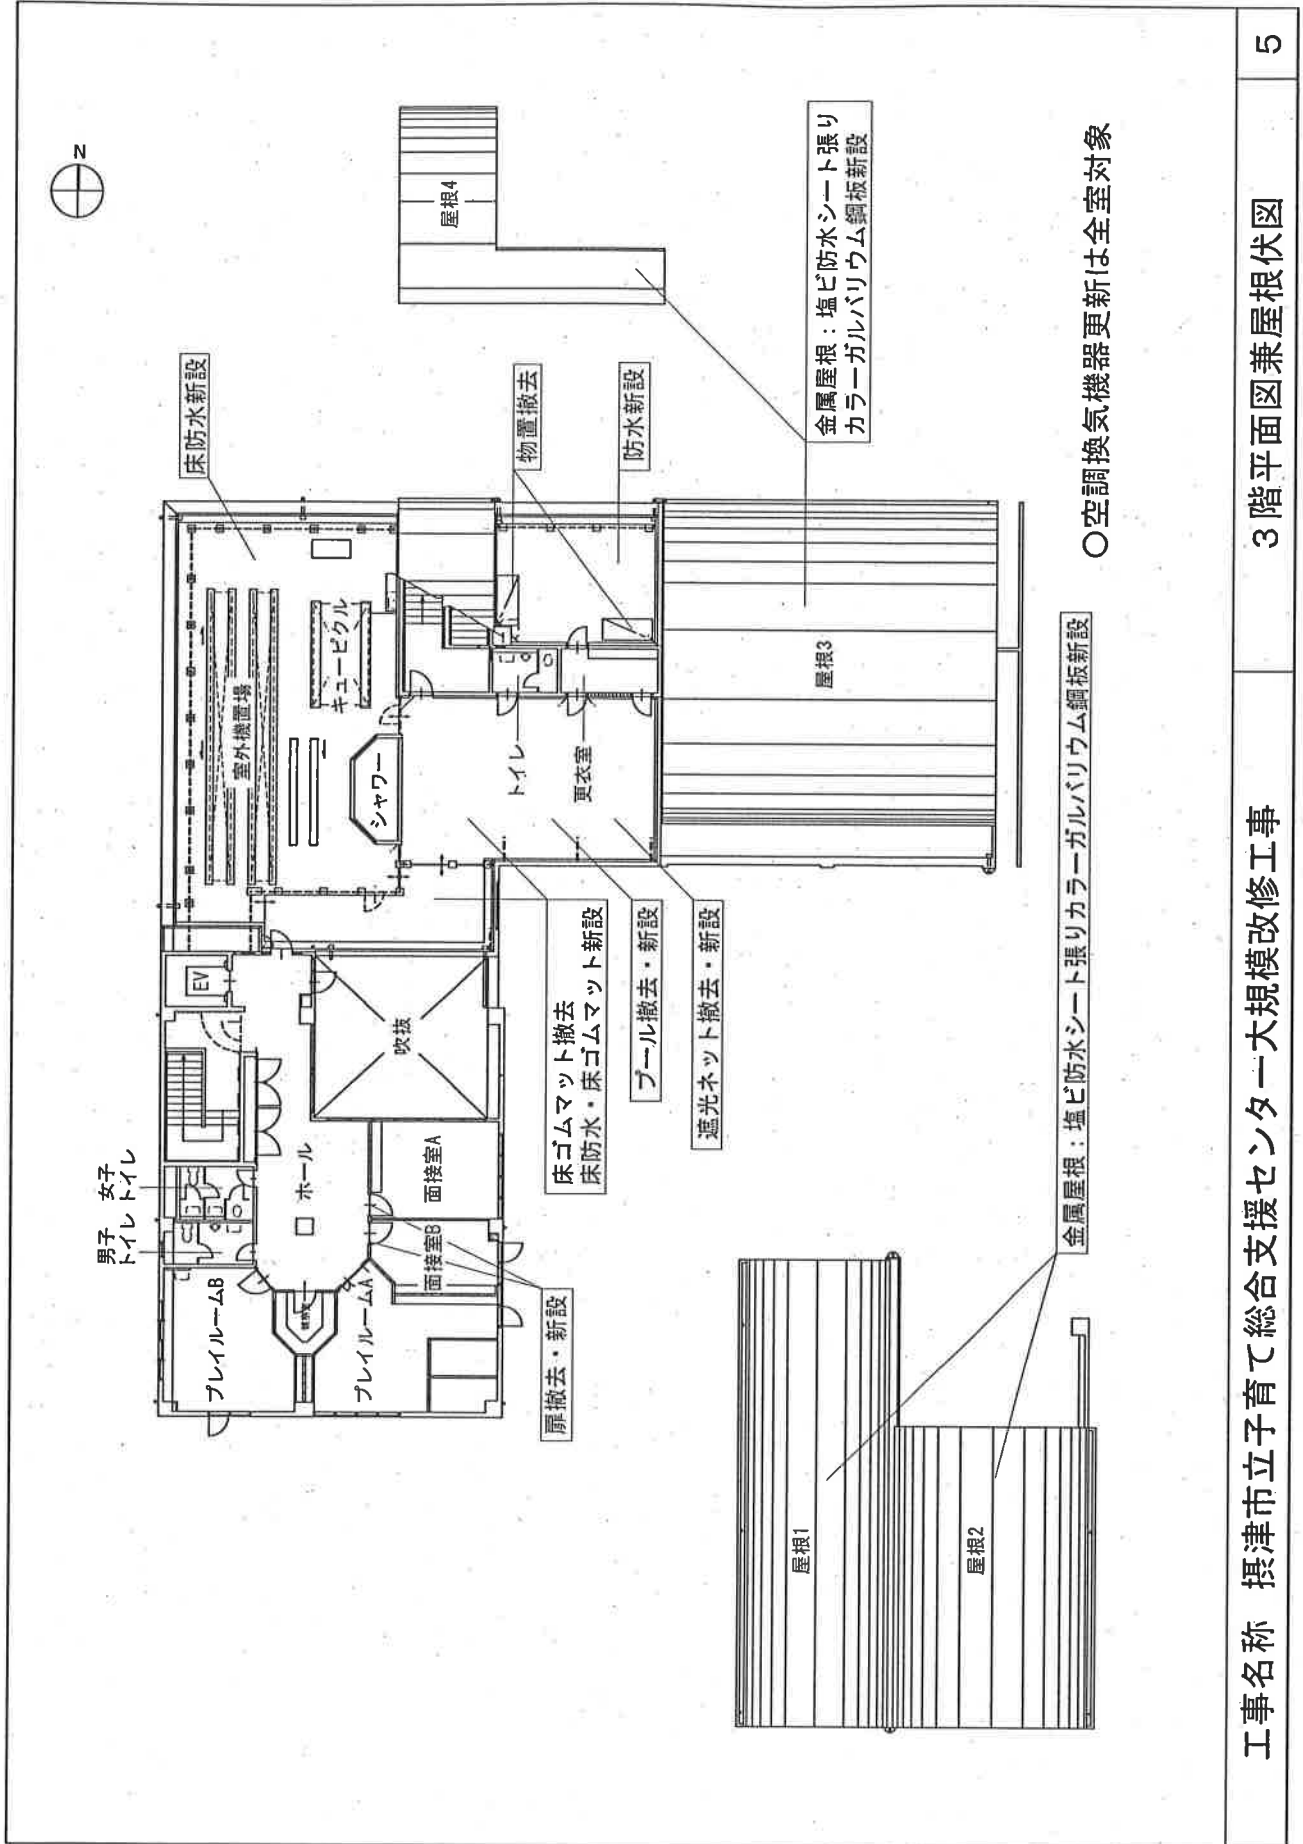 N
男子
トイレ
女子
トイレ
プレイルームB
プレイルームA
ホール
面接室B
面接室A
吹抜
EV
室外機置場
キュービクル
シャワー
トイレ
更衣室
床防水新設
物置撤去
防水新設
屋根4
金属屋根：塩ビ防水シート張り
カラーガルバリウム鋼板新設
屋根3
扉撤去・新設
床ゴムマット撤去
床防水・床ゴムマット新設
プール撤去・新設
遮光ネット撤去・新設
屋根1
屋根2
金属屋根：塩ビ防水シート張りカラーガルバリウム鋼板新設
○空調換気機器更新は全室対象
工事名称 摂津市立子育て総合支援センター大規模改修工事
3階平面図兼屋根伏図
5